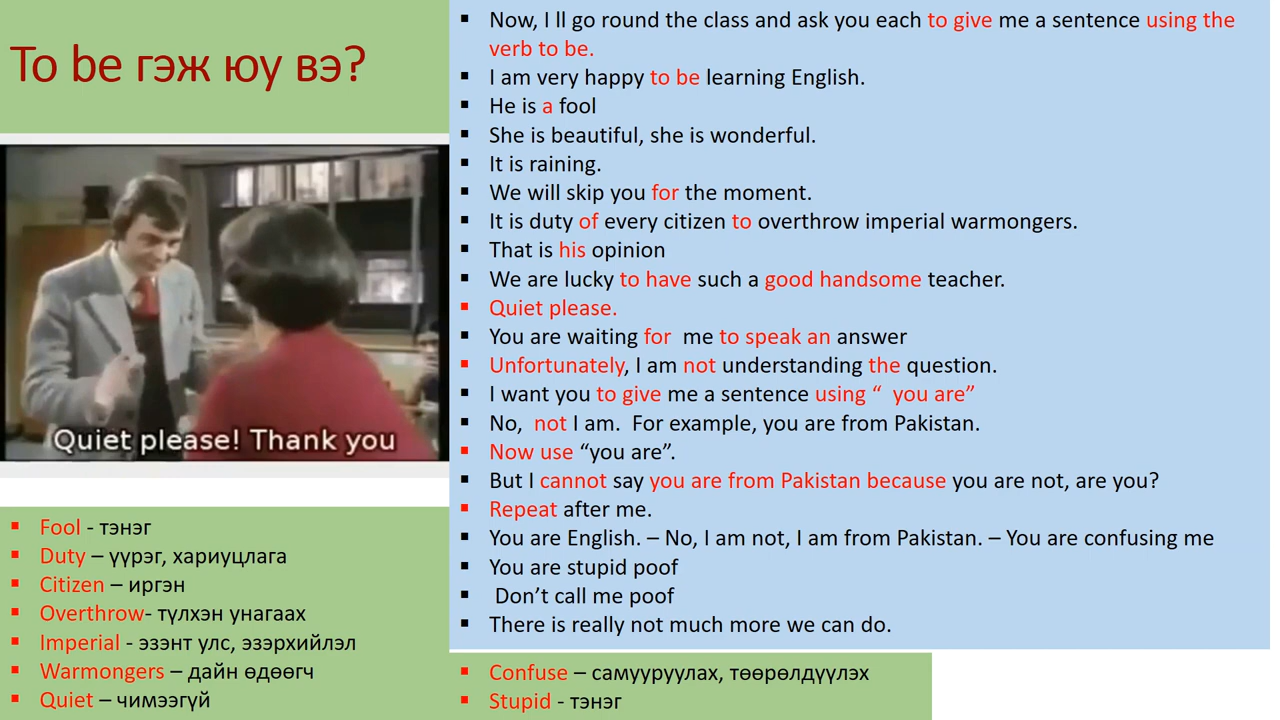 To be гэж юу вэ?
Quiet please! Thank you
▪ Fool - тэнэг
▪ Duty – үүрэг, хариуцлага
▪ Citizen – иргэн
▪ Overthrow- түлхэн унагаах
▪ Imperial - эзэнт улс, эзэрхийлэл
▪ Warmongers – дайн өдөөгч
▪ Quiet – чимээгүй
▪ Now, I ll go round the class and ask you each to give me a sentence using the
verb to be.
▪ I am very happy to be learning English.
▪ He is a fool
▪ She is beautiful, she is wonderful.
▪ It is raining.
▪ We will skip you for the moment.
▪ It is duty of every citizen to overthrow imperial warmongers.
▪ That is his opinion
▪ We are lucky to have such a good handsome teacher.
▪ Quiet please.
▪ You are waiting for  me to speak an answer
▪ Unfortunately, I am not understanding the question.
▪ I want you to give me a sentence using “  you are”
▪ No,  not I am.  For example, you are from Pakistan.
▪ Now use “you are”.
▪ But I cannot say you are from Pakistan because you are not, are you?
▪ Repeat after me.
▪ You are English. – No, I am not, I am from Pakistan. – You are confusing me
▪ You are stupid poof
▪ Don’t call me poof
▪ There is really not much more we can do.
▪ Confuse – самууруулах, төөрөлдүүлэх
▪ Stupid - тэнэг